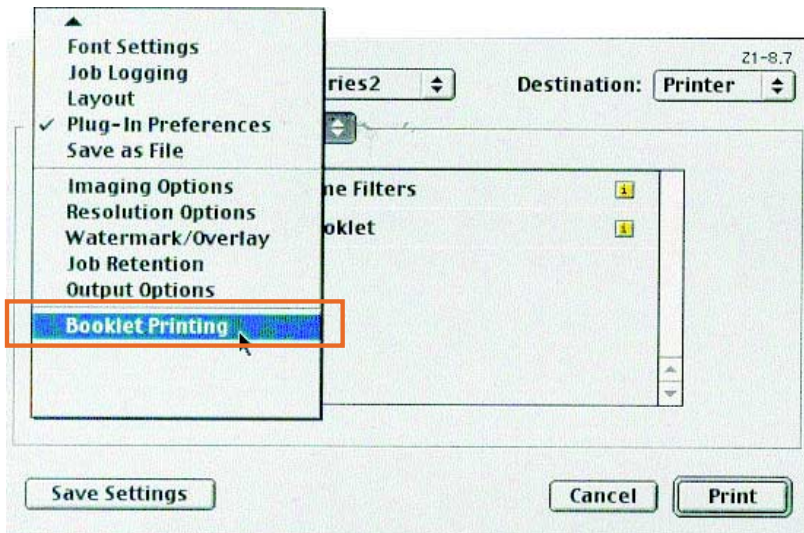 Font Settings
Job Logging
Layout
✓ Plug-In Preferences
Save as File
Imaging Options
Resolution Options
Watermark/Overlay
Job Retention
Output Options
Booklet Printing
Z1-8.7
ries2
Destination: Printer
ne Filters
oklet
Save Settings
Cancel
Print